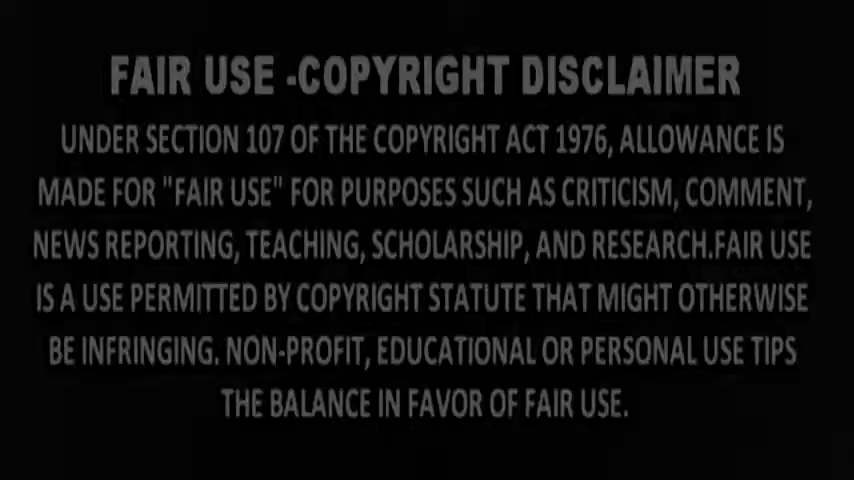 FAIR USE -COPYRIGHT DISCLAIMER
UNDER SECTION 107 OF THE COPYRIGHT ACT 1976, ALLOWANCE IS
MADE FOR "FAIR USE" FOR PURPOSES SUCH AS CRITICISM, COMMENT,
NEWS REPORTING, TEACHING, SCHOLARSHIP, AND RESEARCH.FAIR USE
IS A USE PERMITTED BY COPYRIGHT STATUTE THAT MIGHT OTHERWISE
BE INFRINGING. NON-PROFIT, EDUCATIONAL OR PERSONAL USE TIPS
THE BALANCE IN FAVOR OF FAIR USE.